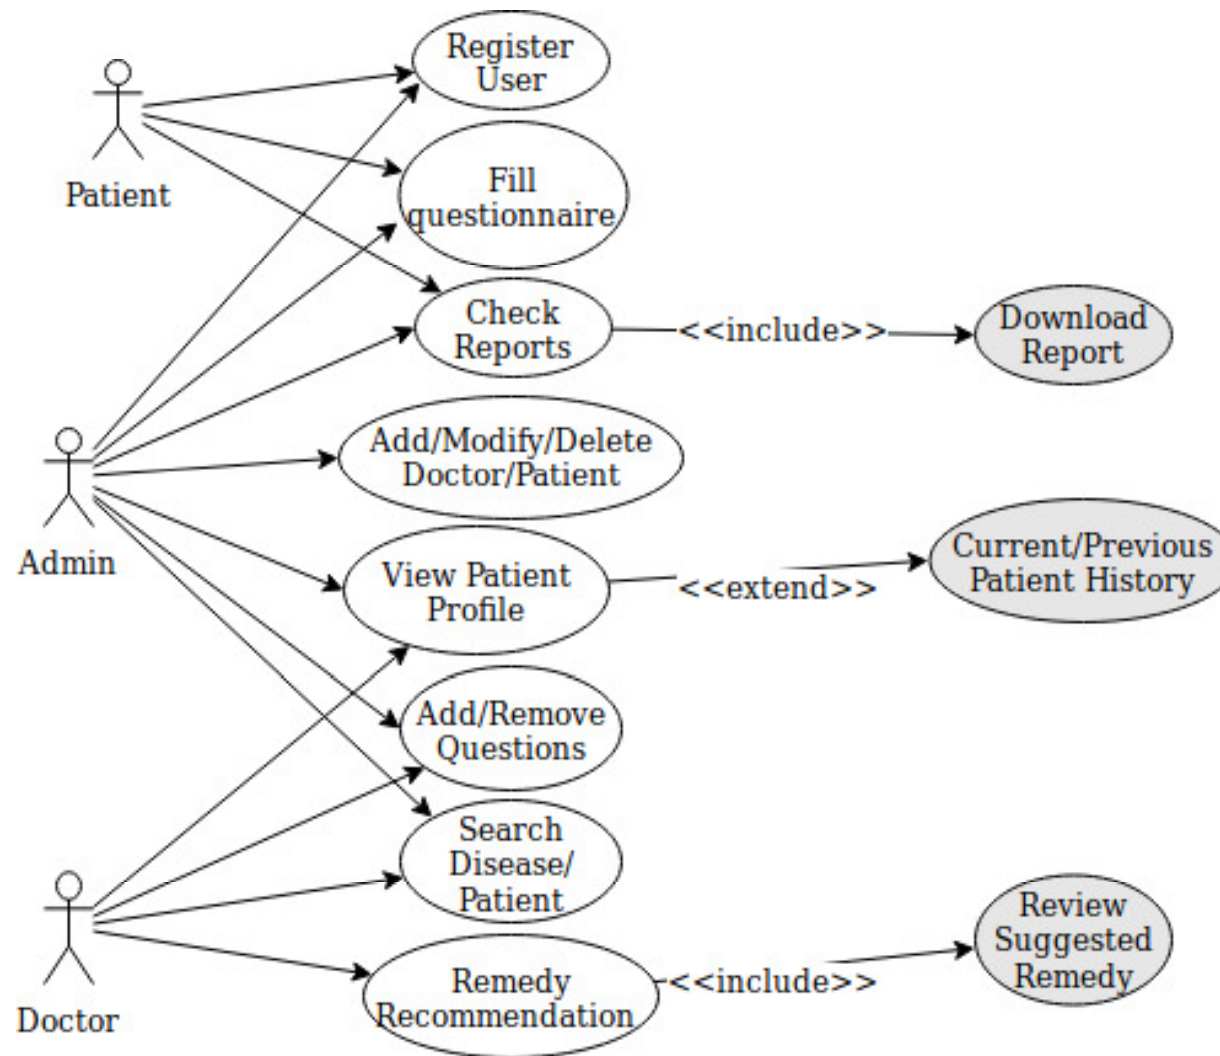 Register
User
Patient
Fill
questionnaire
Check
Reports
<<include>>
Download
Report
Add/Modify/Delete
Doctor/Patient
Admin
View Patient
Profile
<<extend>>
Current/Previous
Patient History
Add/Remove
Questions
Search
Disease/
Patient
Doctor
Remedy
Recommendation
<<include>>
Review
Suggested
Remedy